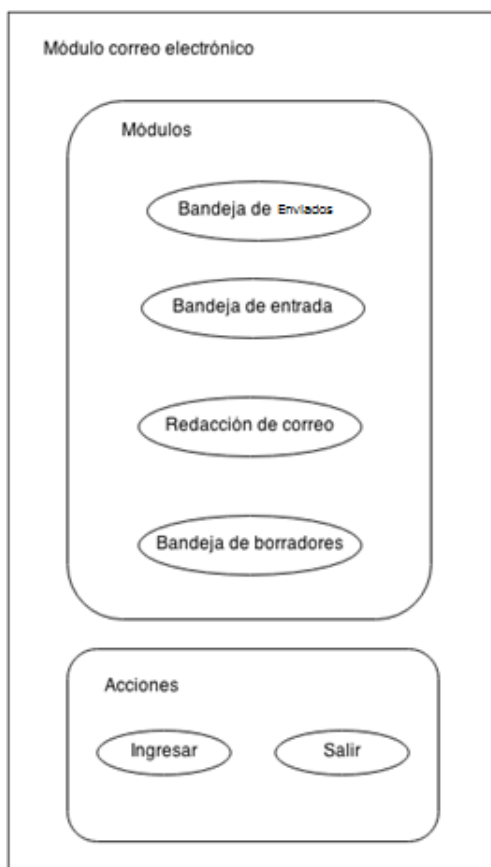 Módulo correo electrónico
Módulos
Bandeja de Enviados
Bandeja de entrada
Redacción de correo
Bandeja de borradores
Acciones
Ingresar
Salir